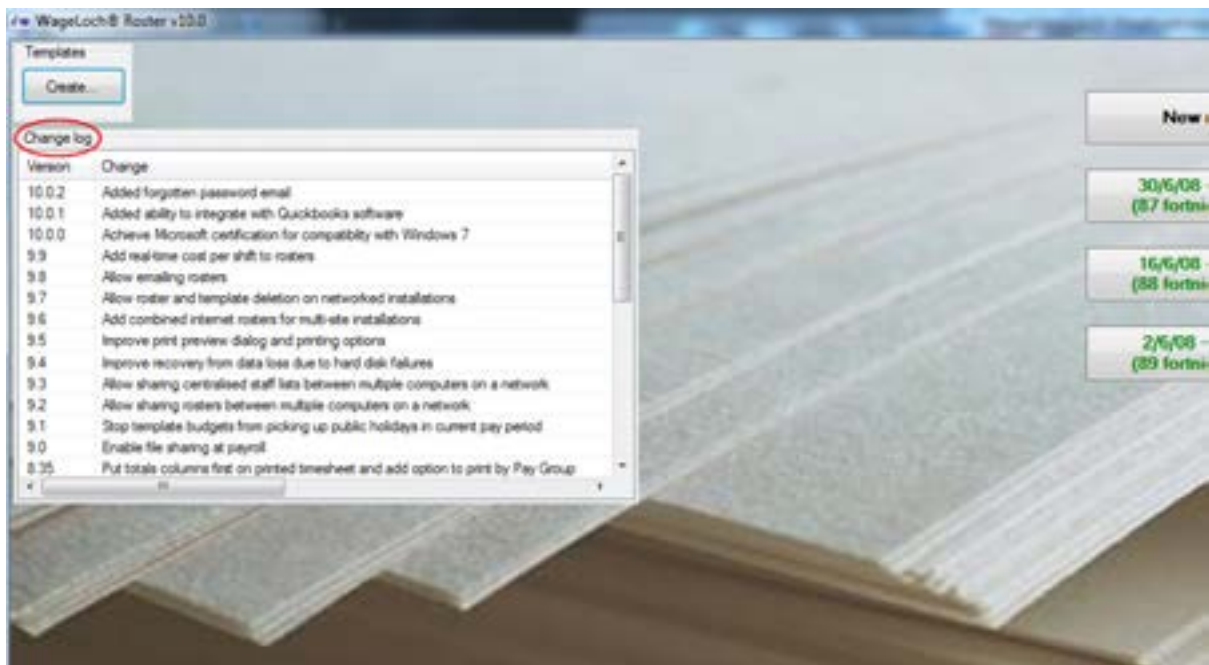 WageLoch® Roster v10.0
Templates
Create...
Change log
Version Change
10.0.2 Added forgotten password email
10.0.1 Added ability to integrate with Quickbooks software
10.0.0 Achieve Microsoft certification for compatiblity with Windows 7
9.9 Add real-time cost per shift to rosters
9.8 Allow emailing rosters
9.7 Allow roster and template deletion on networked installations
9.6 Add combined internet rosters for multi-site installations
9.5 Improve print preview dialog and printing options
9.4 Improve recovery from data loss due to hard disk failures
9.3 Allow sharing centralised staff lists between multiple computers on a network
9.2 Allow sharing rosters between multiple computers on a network
9.1 Stop template budgets from picking up public holidays in current pay period
9.0 Enable file sharing at payroll
8.35 Put totals columns first on printed timesheet and add option to print by Pay Group
New
30/6/08 -
(87 fortni
16/6/08 -
(88 fortni
2/6/08 -
(89 fortni